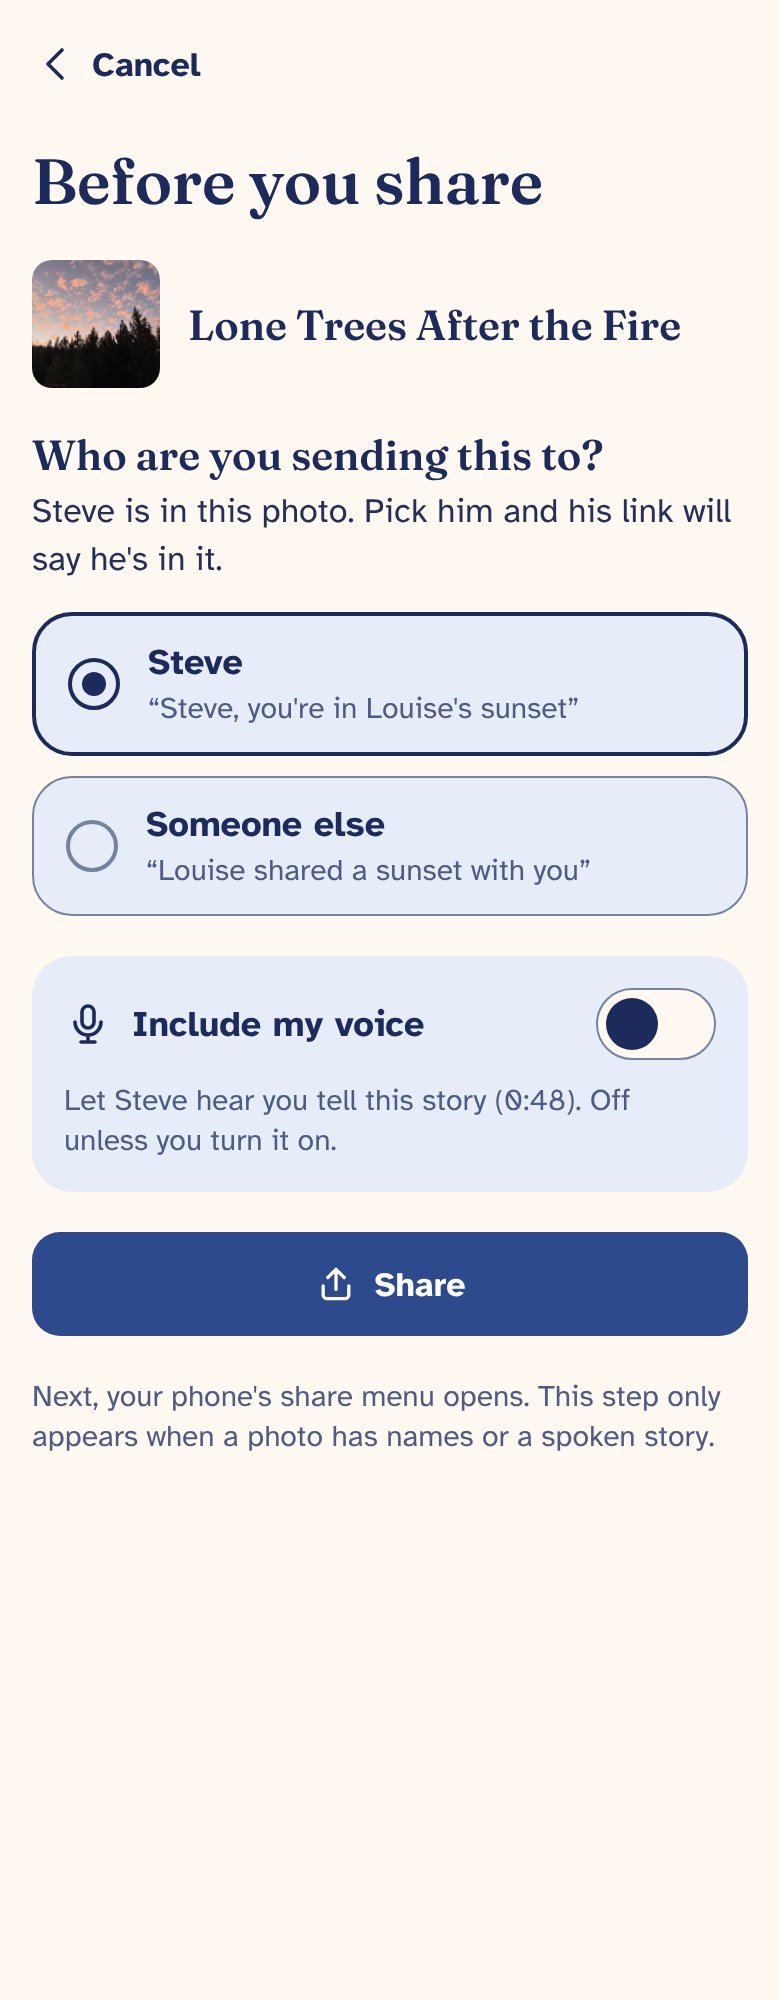 Cancel
Before you share
Lone Trees After the Fire
Who are you sending this to?
Steve is in this photo. Pick him and his link will
say he's in it.
Steve
“Steve, you're in Louise's sunset”
Someone else
“Louise shared a sunset with you”
Include my voice
Let Steve hear you tell this story (0:48). Off
unless you turn it on.
Share
Next, your phone's share menu opens. This step only
appears when a photo has names or a spoken story.